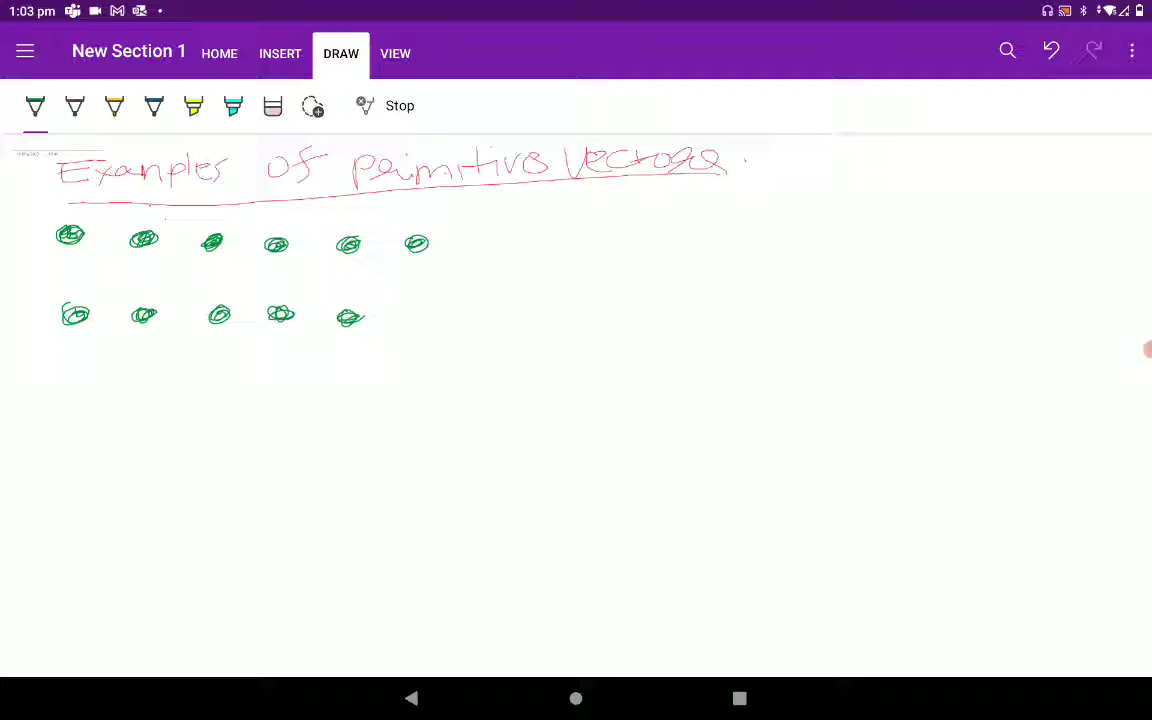 1:03 pm
New Section 1 HOME INSERT DRAW VIEW
Stop
Examples of primitive vectors